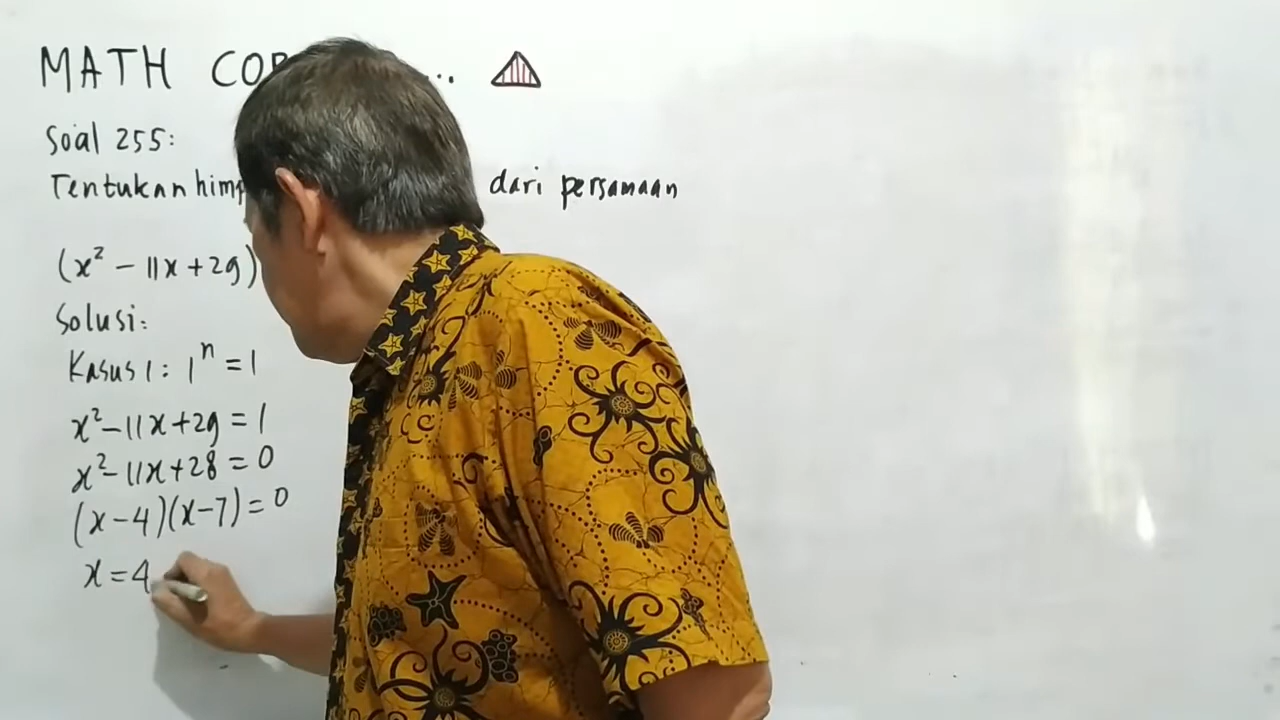 MATH COR ...
Soal 255:
Tentukan himp dari persamaan
(x² - 11x + 29)
Solusi:
Kasus 1: 1ⁿ = 1
x² - 11x + 29 = 1
x² - 11x + 28 = 0
(x - 4)(x - 7) = 0
x = 4